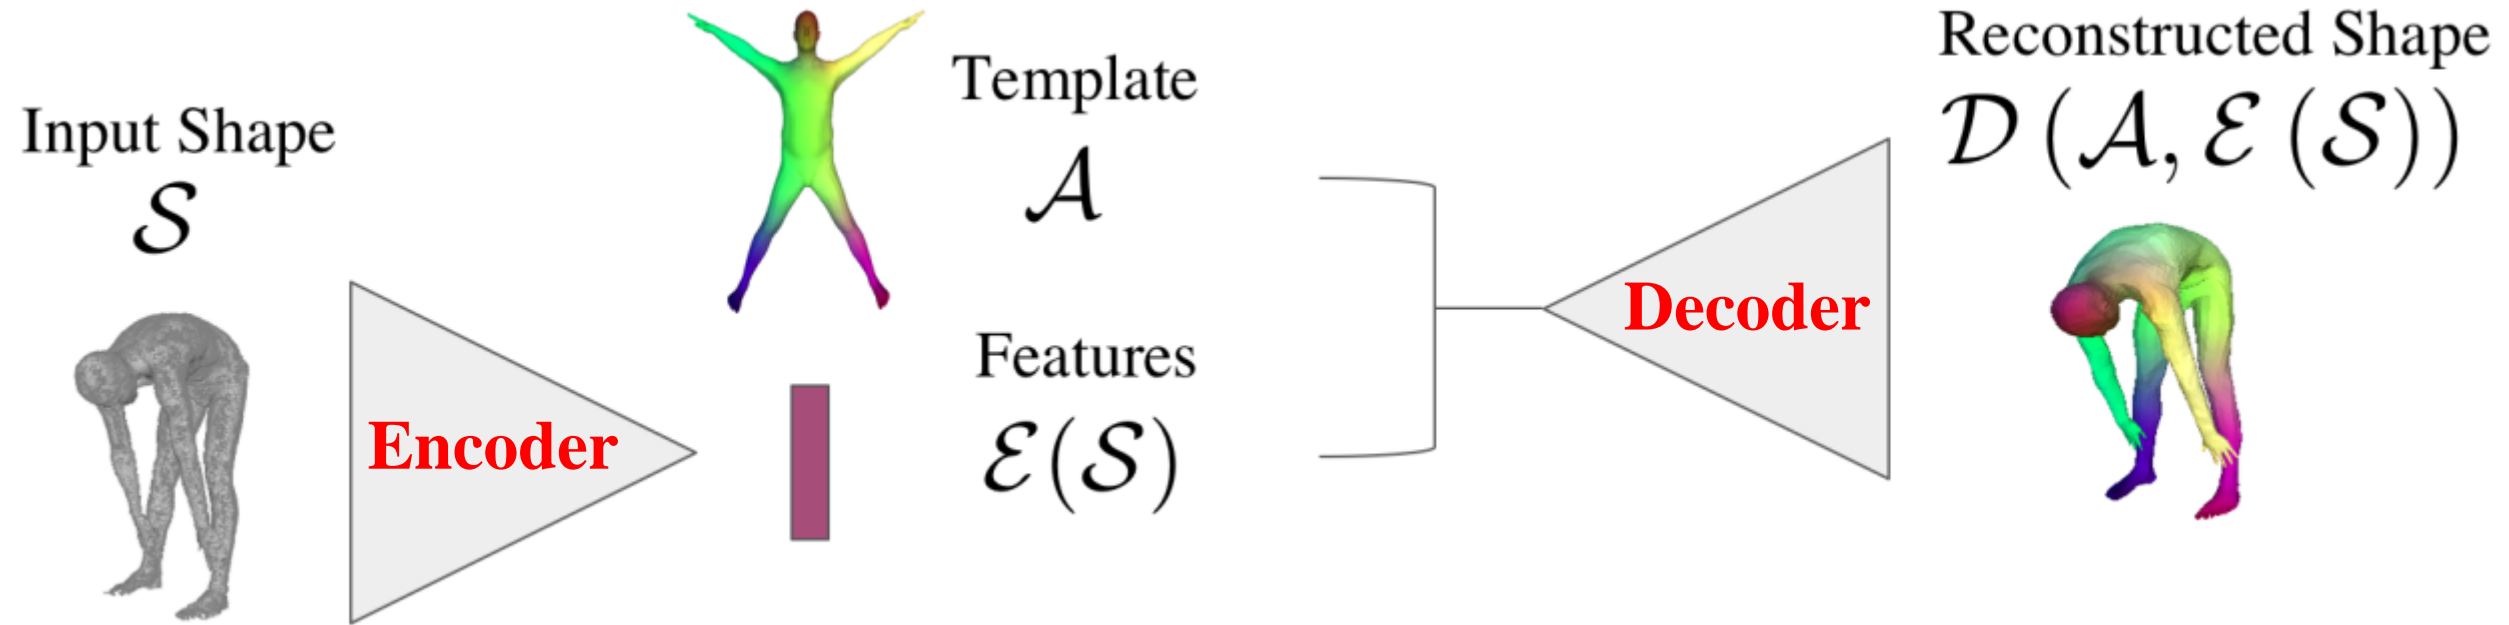 Input Shape
𝒮
Encoder
Template
𝒜
Features
ℰ(𝒮)
Decoder
Reconstructed Shape
𝒟(𝒜, ℰ(𝒮))